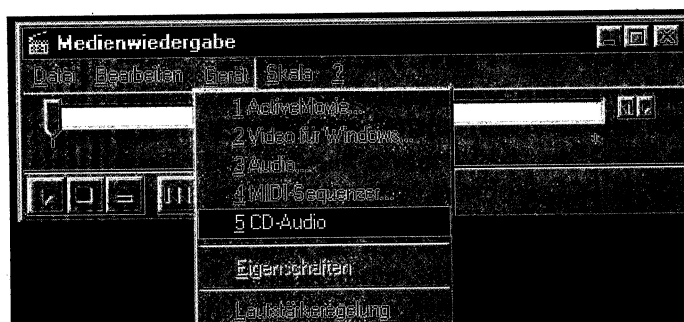 Medienwiedergabe
Datei Bearbeiten Gerät Skala ?
1 ActiveMovie...
2 Video für Windows...
3 Audio...
4 MIDI-Sequenzer...
5 CD-Audio
Eigenschaften
Lautstärkeregelung